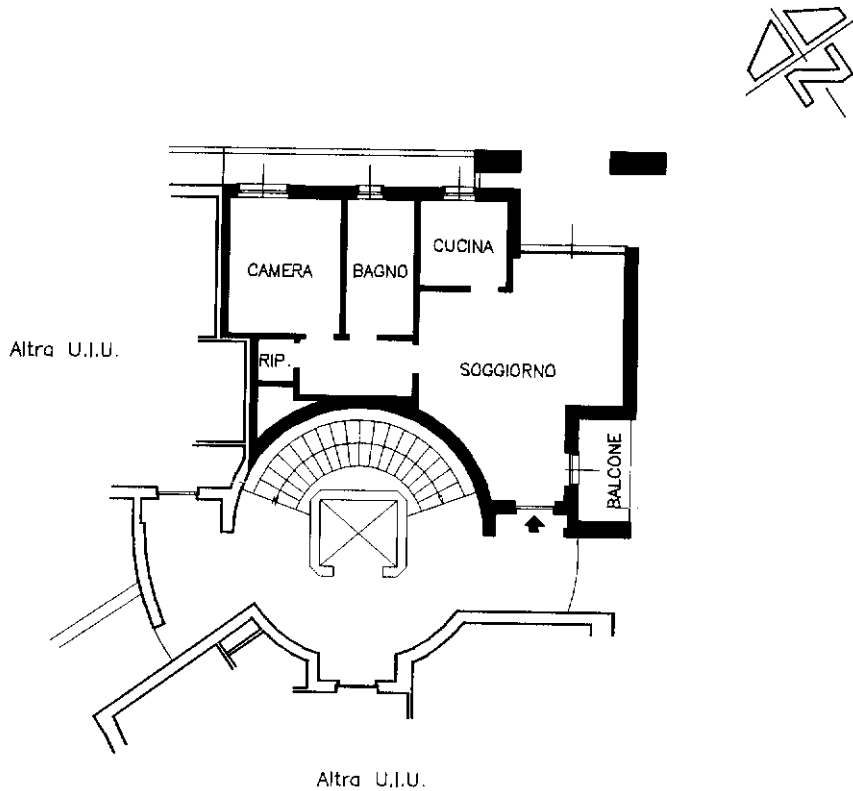 N
CUCINA
CAMERA
BAGNO
Altra U.I.U.
RIP.
SOGGIORNO
BALCONE
Altra U.I.U.